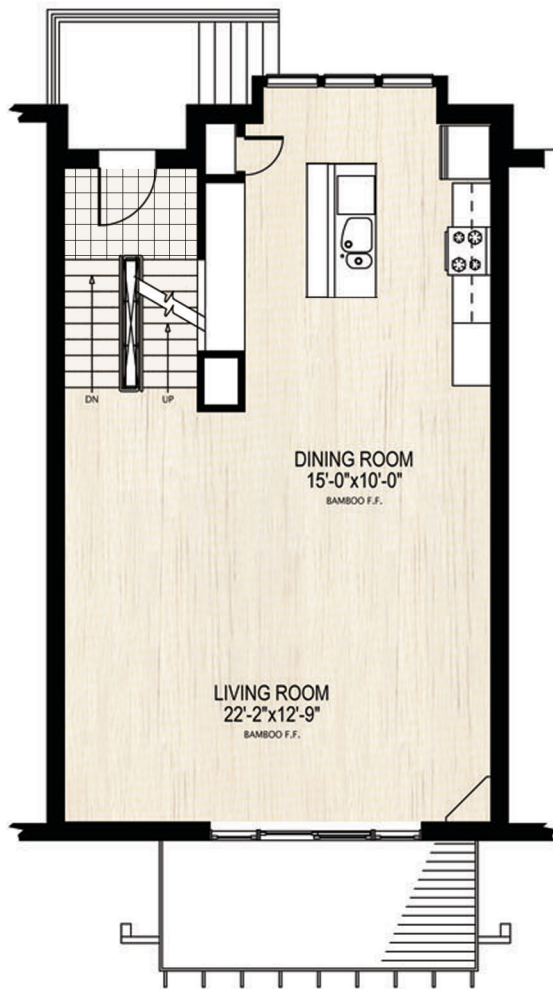 DN
UP
DINING ROOM
15'-0"x10'-0"
BAMBOO F.F.
LIVING ROOM
22'-2"x12'-9"
BAMBOO F.F.